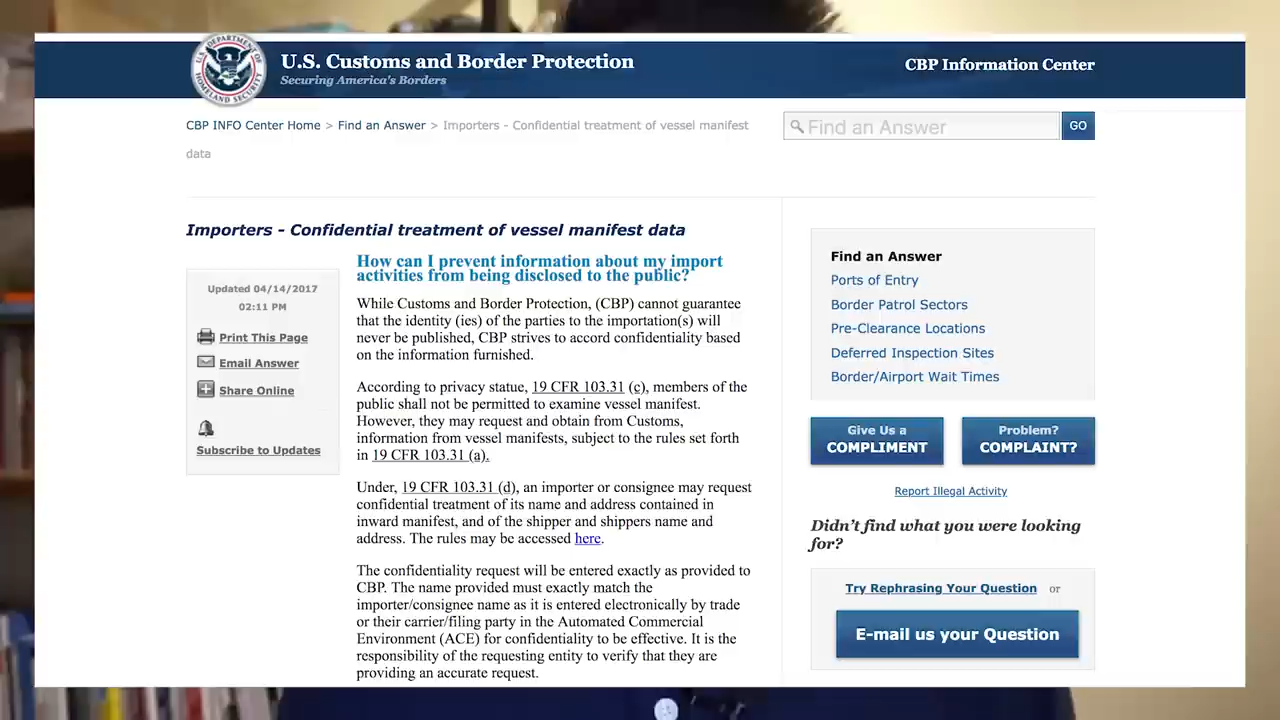 U.S. Customs and Border Protection
Securing America's Borders
CBP Information Center
CBP INFO Center Home > Find an Answer > Importers - Confidential treatment of vessel manifest
data
Find an Answer
GO
Importers - Confidential treatment of vessel manifest data
Updated 04/14/2017
02:11 PM
Print This Page
Email Answer
Share Online
Subscribe to Updates
How can I prevent information about my import
activities from being disclosed to the public?
While Customs and Border Protection, (CBP) cannot guarantee
that the identity (ies) of the parties to the importation(s) will
never be published, CBP strives to accord confidentiality based
on the information furnished.
According to privacy statue, 19 CFR 103.31 (c), members of the
public shall not be permitted to examine vessel manifest.
However, they may request and obtain from Customs,
information from vessel manifests, subject to the rules set forth
in 19 CFR 103.31 (a).
Under, 19 CFR 103.31 (d), an importer or consignee may request
confidential treatment of its name and address contained in
inward manifest, and of the shipper and shippers name and
address. The rules may be accessed here.
The confidentiality request will be entered exactly as provided to
CBP. The name provided must exactly match the
importer/consignee name as it is entered electronically by trade
or their carrier/filing party in the Automated Commercial
Environment (ACE) for confidentiality to be effective. It is the
responsibility of the requesting entity to verify that they are
providing an accurate request.
Find an Answer
Ports of Entry
Border Patrol Sectors
Pre-Clearance Locations
Deferred Inspection Sites
Border/Airport Wait Times
Give Us a
COMPLIMENT
Problem?
COMPLAINT?
Report Illegal Activity
Didn't find what you were looking
for?
Try Rephrasing Your Question or
E-mail us your Question